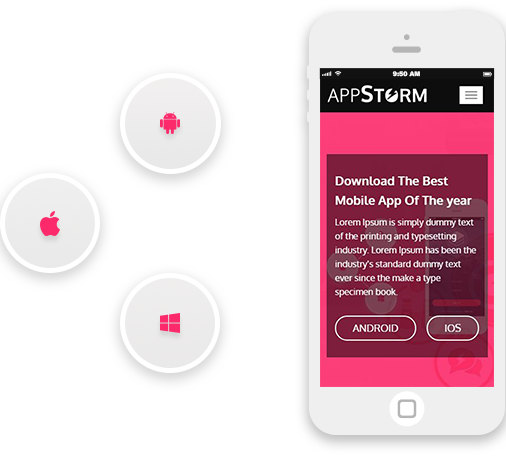 9:50 AM
APPSTORM
Download The Best
Mobile App Of The year
Lorem Ipsum is simply dummy text
of the printing and typesetting
industry. Lorem Ipsum has been the
industry's standard dummy text
ever since the make a type
specimen book.
ANDROID IOS